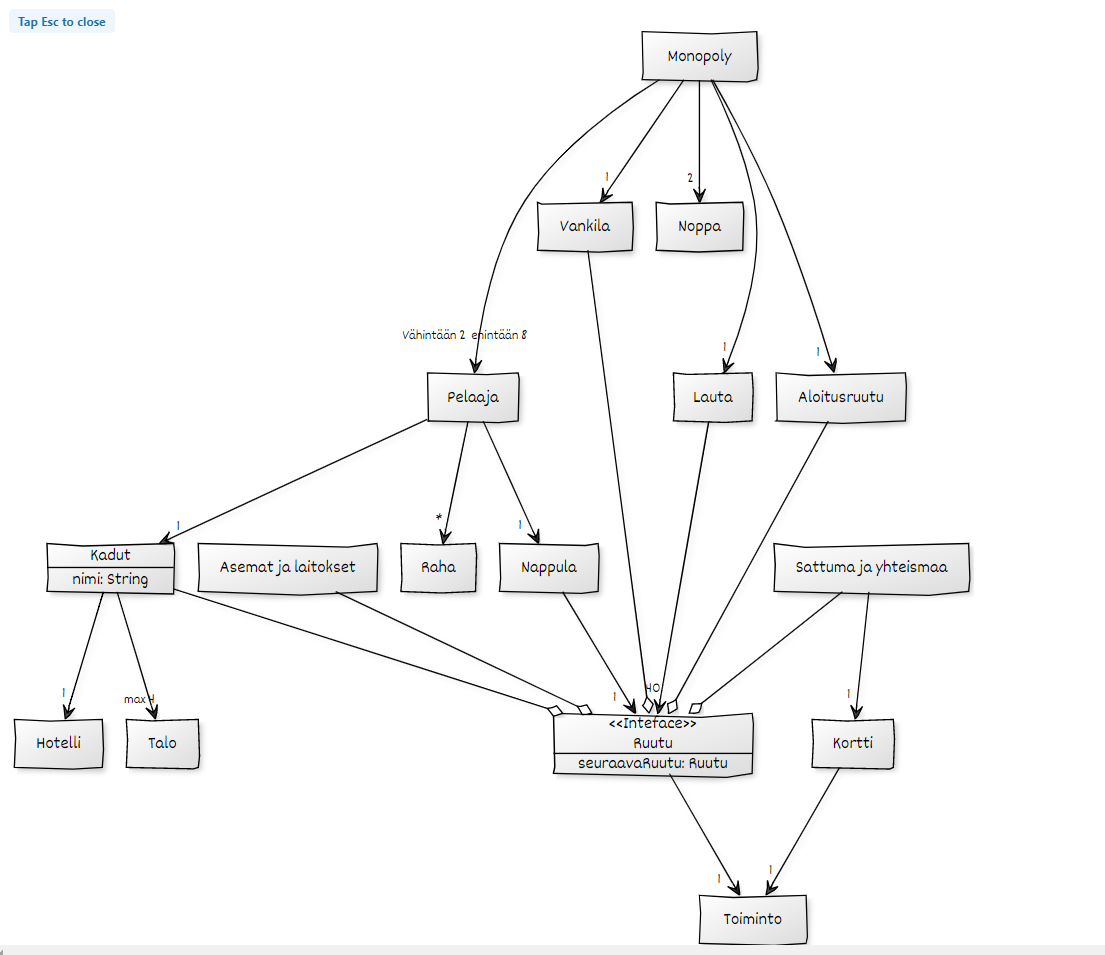 Tap Esc to close
Monopoly
1
2
Vankila
Noppa
Vähintään 2 enintään 8
1
1
Pelaaja
Lauta
Aloitusruutu
1
*
1
Kadut
nimi: String
Asemat ja laitokset
Raha
Nappula
Sattuma ja yhteismaa
1
max 4
1
40
1
Hotelli
Talo
<<Inteface>>
Ruutu
seuraavaRuutu: Ruutu
Kortti
1
1
Toiminto